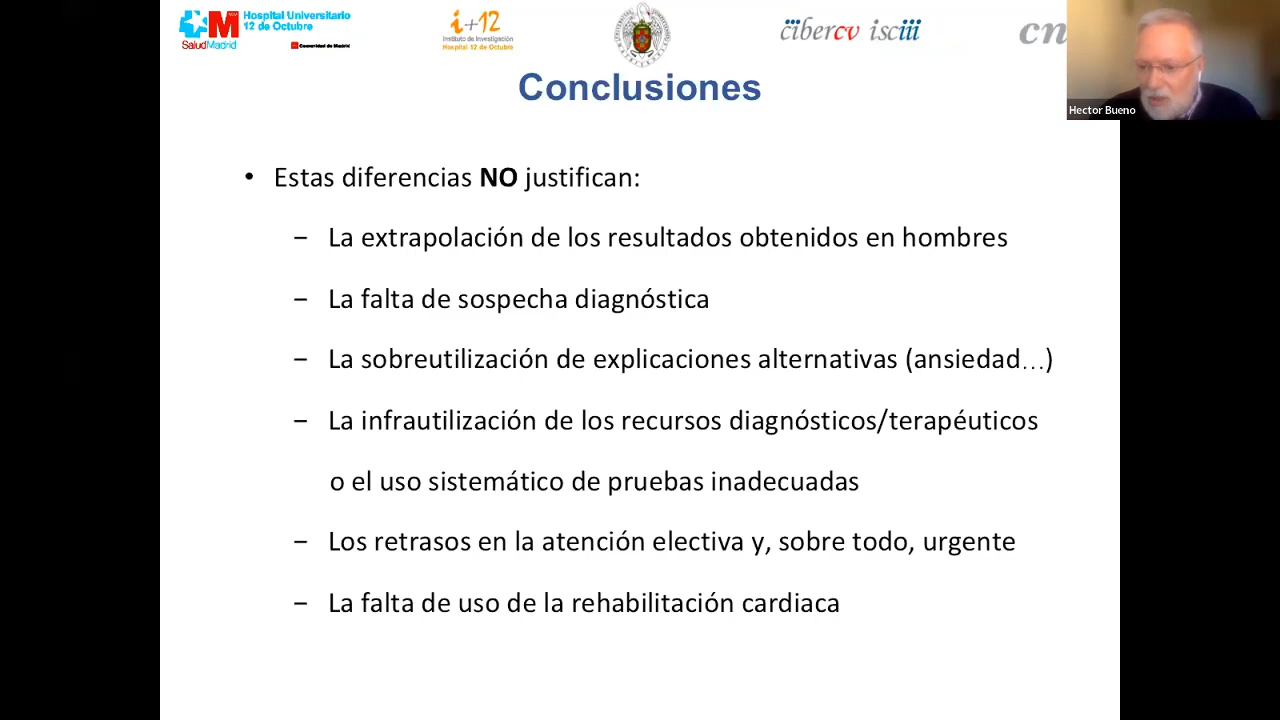 Hospital Universitario
12 de Octubre
SaludMadrid
Comunidad de Madrid
i+12
Instituto de Investigación
Hospital 12 de Octubre
cibercv isciii
cn
Hector Bueno
Conclusiones
• Estas diferencias NO justifican:
– La extrapolación de los resultados obtenidos en hombres
– La falta de sospecha diagnóstica
– La sobreutilización de explicaciones alternativas (ansiedad…)
– La infrautilización de los recursos diagnósticos/terapéuticos
o el uso sistemático de pruebas inadecuadas
– Los retrasos en la atención electiva y, sobre todo, urgente
– La falta de uso de la rehabilitación cardiaca